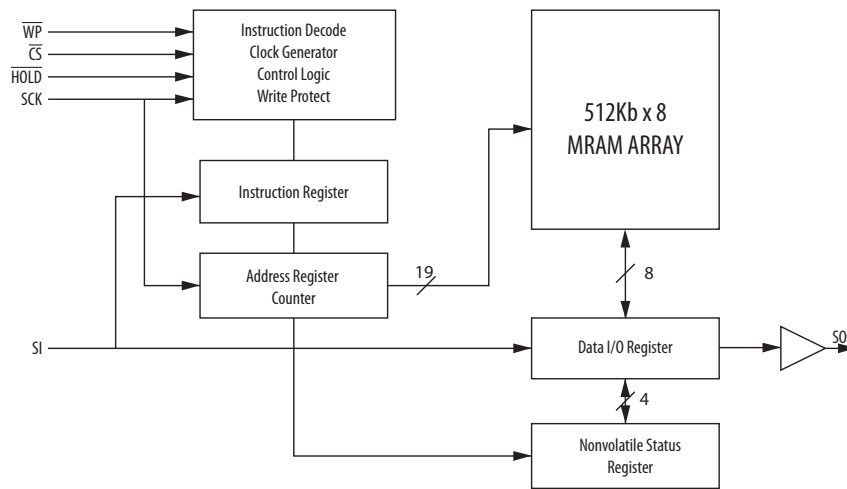 WP
CS
HOLD
SCK
Instruction Decode
Clock Generator
Control Logic
Write Protect
512Kb x 8
MRAM ARRAY
Instruction Register
Address Register
Counter
19
8
SI
Data I/O Register
SO
4
Nonvolatile Status
Register